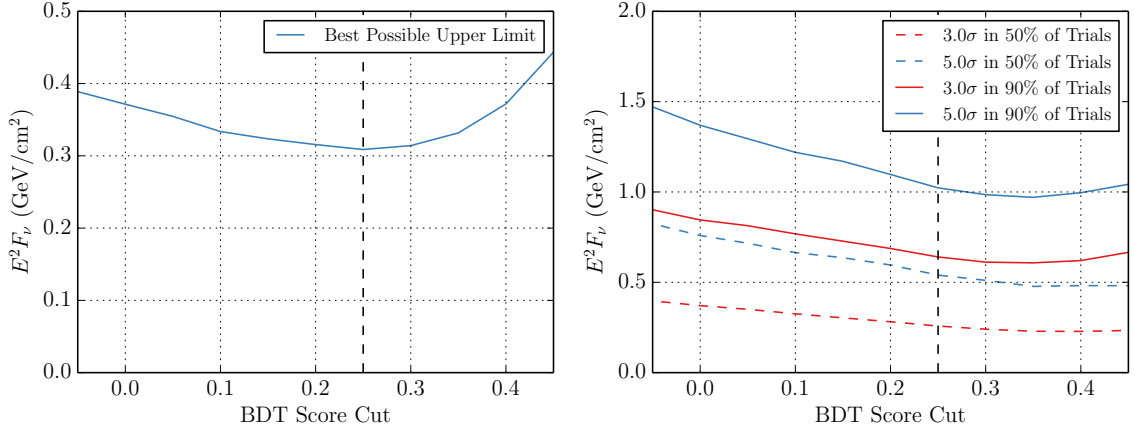 0.5
0.4
0.3
0.2
0.1
0.0
E²Fν (GeV/cm²)
Best Possible Upper Limit
0.0 0.1 0.2 0.3 0.4
BDT Score Cut
2.0
1.5
1.0
0.5
0.0
E²Fν (GeV/cm²)
3.0σ in 50% of Trials
5.0σ in 50% of Trials
3.0σ in 90% of Trials
5.0σ in 90% of Trials
0.0 0.1 0.2 0.3 0.4
BDT Score Cut